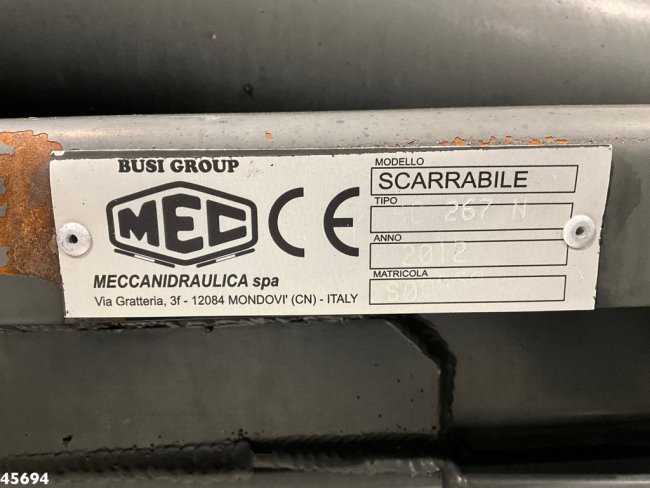 BUSI GROUP
MEC
CE
MECCANIDRAULICA spa
Via Gratteria, 3f - 12084 MONDOVI' (CN) - ITALY
MODELLO
SCARRABILE
TIPO
267 N
ANNO
2012
MATRICOLA
45694